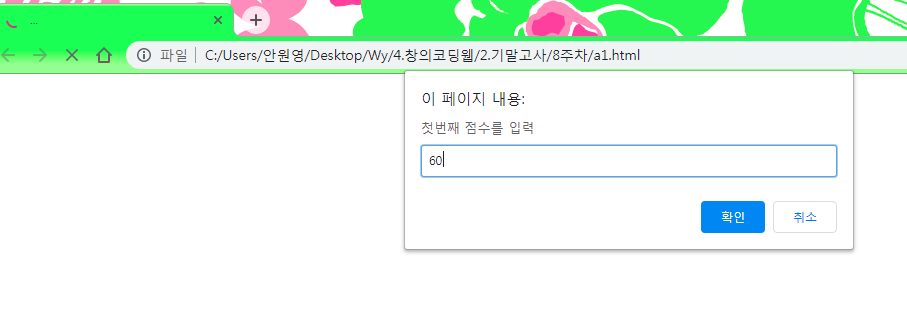 ...
파일 C:/Users/안원영/Desktop/Wy/4.창의코딩웹/2.기말고사/8주차/a1.html
이 페이지 내용:
첫번째 점수를 입력
60
확인 취소